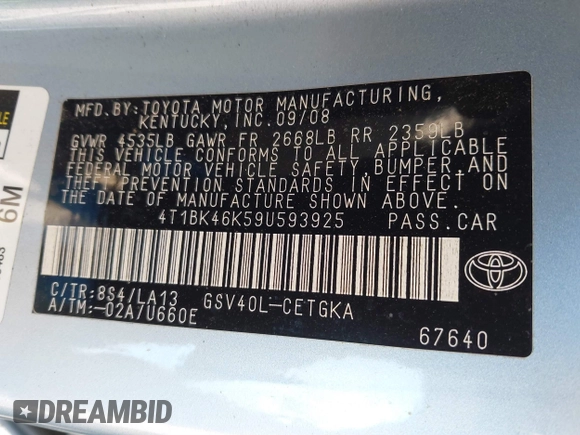 MFD.BY:TOYOTA MOTOR MANUFACTURING,
KENTUCKY,INC.09/08
GVWR 4535LB GAWR FR 2668LB RR 2359LB
THIS VEHICLE CONFORMS TO ALL APPLICABLE
FEDERAL MOTOR VEHICLE SAFETY,BUMPER,AND
THEFT PREVENTION STANDARDS IN EFFECT ON
THE DATE OF MANUFACTURE SHOWN ABOVE.
4T1BK46K59U593925 PASS.CAR
C/TR:8S4/LA13 GSV40L-CETGKA
A/TM:-02A/U660E
67640
6M
DREAMBID